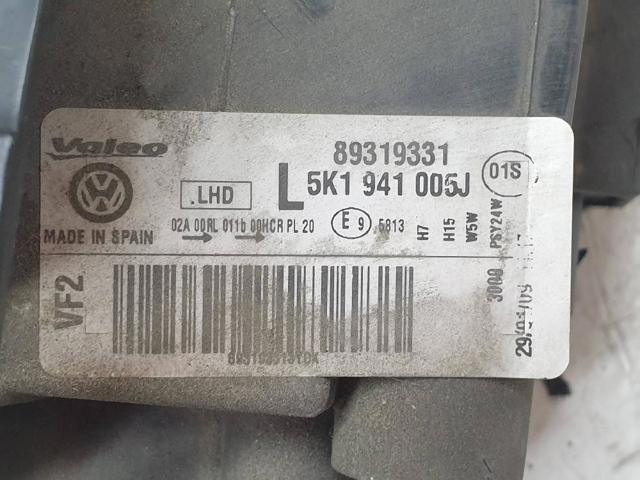 Valeo
89319331
01S
.LHD
L 5K1 941 005J
02A 00RL 011b 00HCR PL 20
E 9 5813
MADE IN SPAIN
H7
H15
W5W
PSY24W
3000
VF2